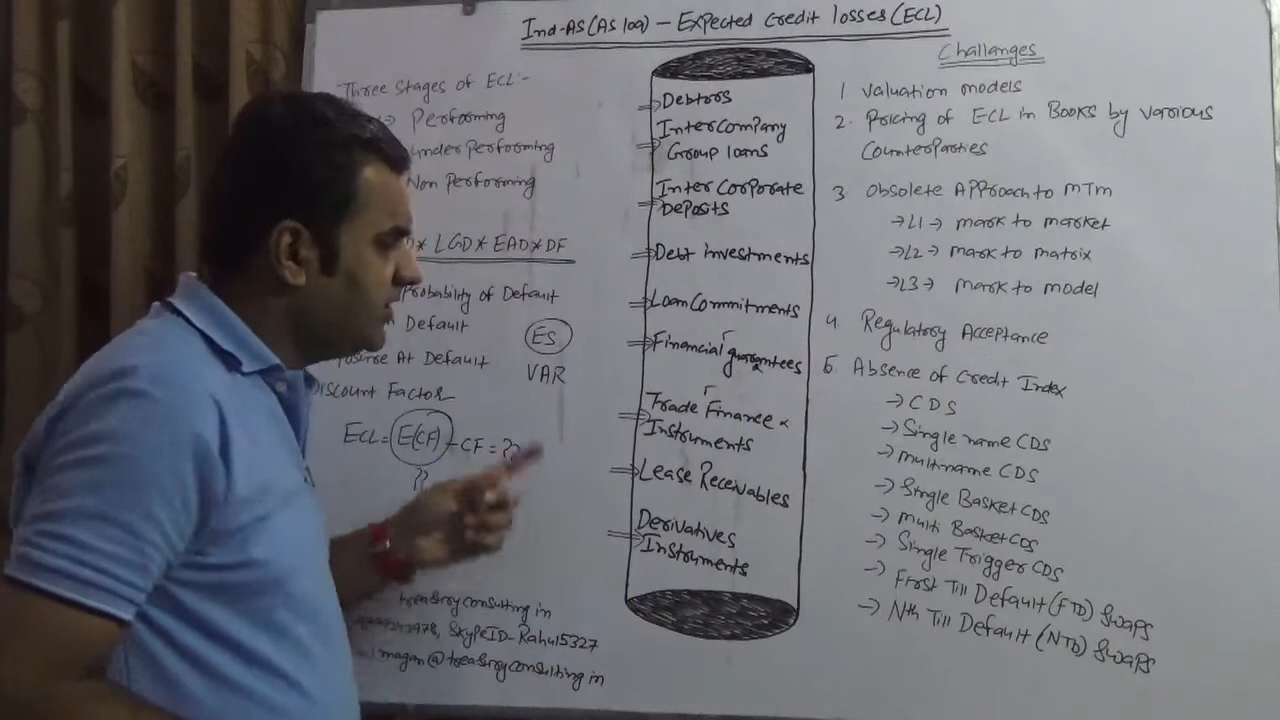 Ind-AS(AS 109) - Expected Credit losses(ECL)
Three Stages of ECL:-
Performing
under Performing
Non Performing
* LGD* EAD* DF
Probability of Default
Default
At Default
Discount Factor
ES
VAR
ECL = E(CF) - CF = ??
??
treasuryconsulting in
SkypeID- Rahul5327
magan@treasuryconsulting in
Debtors
InterCompany
Group loans
Inter Corporate
Deposits
Debt investments
Loan Commitments
Financial guarantees
Trade Finance
Instruments
Lease Receivables
Derivatives
Instruments
Challanges
1 valuation models
2. Pricing of ECL in Books by various
CounterParties
3 Obsolete APProach to MTM
→L1→ mark to market
→L2→ mark to matrix
→L3→ mark to model
4 Regulatory Acceptance
5. Absence of Credit Index
→ CDS
→ Single name CDS
→ multiname CDS
→ Single Basket CDS
→ multi Basket CDS
→ Single Trigger CDS
→ First Till Default (FTD) Swaps
→ Nth Till Default (NTD) Swaps